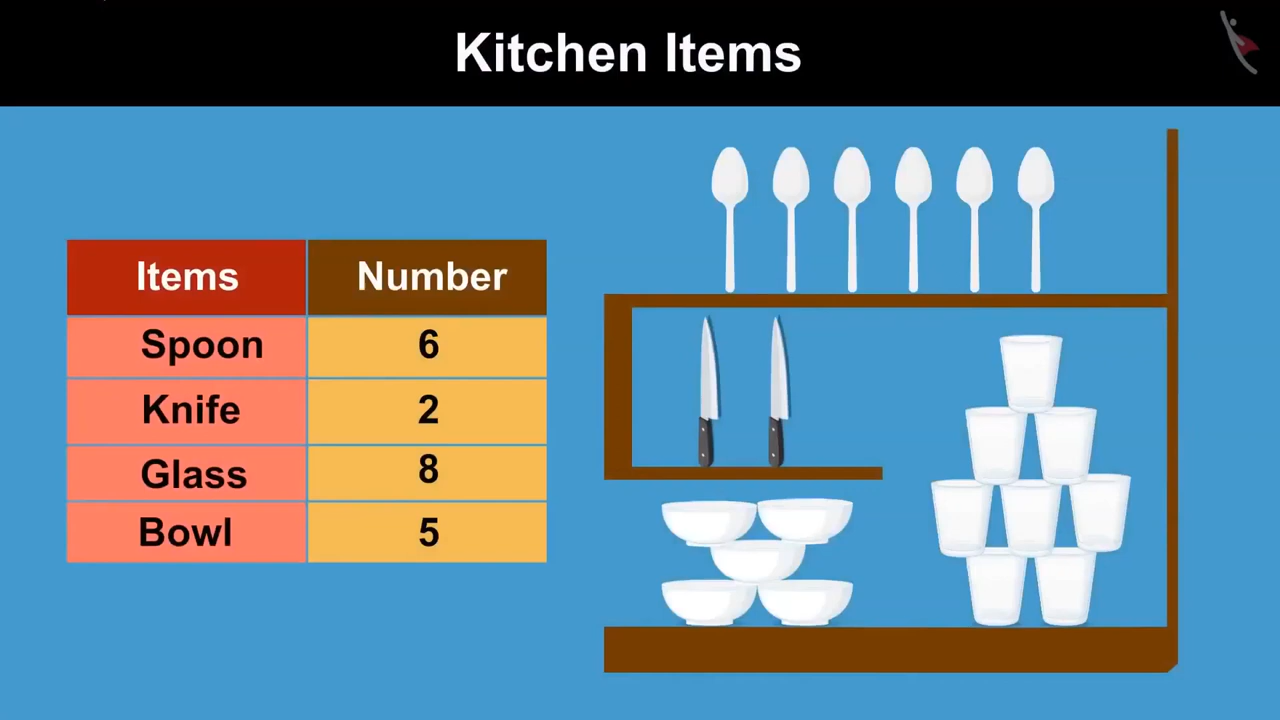 Kitchen Items
Items Number
Spoon 6
Knife 2
Glass 8
Bowl 5